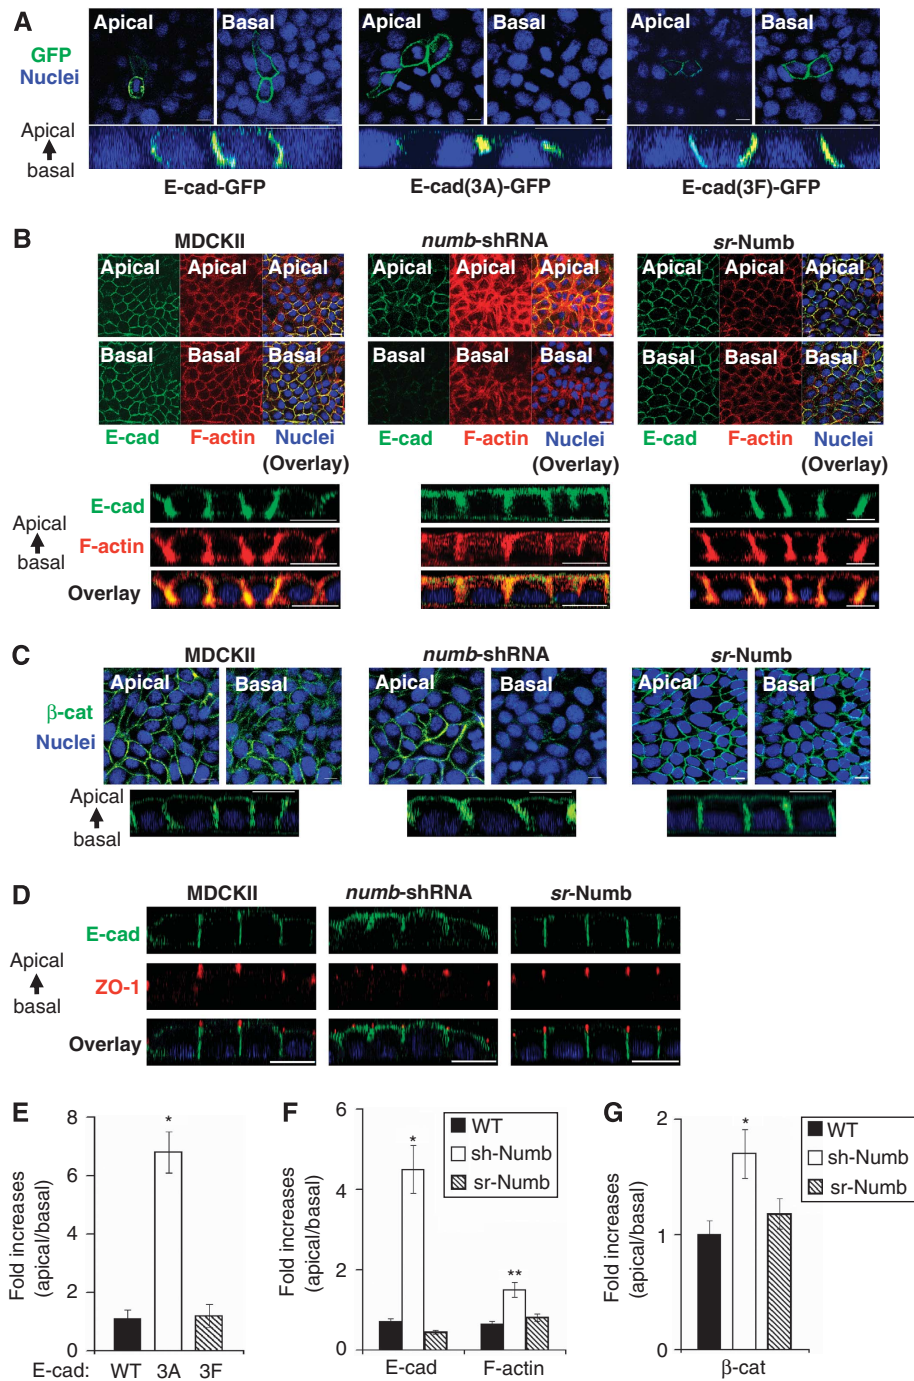 A
GFP
Nuclei
Apical
basal
Apical
Basal
Apical
Basal
Apical
Basal
E-cad-GFP
E-cad(3A)-GFP
E-cad(3F)-GFP
B
MDCKII
numb-shRNA
sr-Numb
Apical
Apical
Apical
Apical
Apical
Apical
Apical
Apical
Apical
Basal
Basal
Basal
Basal
Basal
Basal
Basal
Basal
Basal
E-cad
F-actin
Nuclei
(Overlay)
E-cad
F-actin
Nuclei
(Overlay)
E-cad
F-actin
Nuclei
(Overlay)
Apical
basal
E-cad
F-actin
Overlay
C
MDCKII
numb-shRNA
sr-Numb
β-cat
Nuclei
Apical
Basal
Apical
Basal
Apical
Basal
Apical
basal
D
MDCKII
numb-shRNA
sr-Numb
Apical
basal
E-cad
ZO-1
Overlay
E
Fold increases
(apical/basal)
8
6
4
2
0
*
E-cad: WT 3A 3F
F
Fold increases
(apical/basal)
6
4
2
0
*
**
WT
sh-Numb
sr-Numb
E-cad
F-actin
G
Fold increases
(apical/basal)
2
1
0
*
WT
sh-Numb
sr-Numb
β-cat